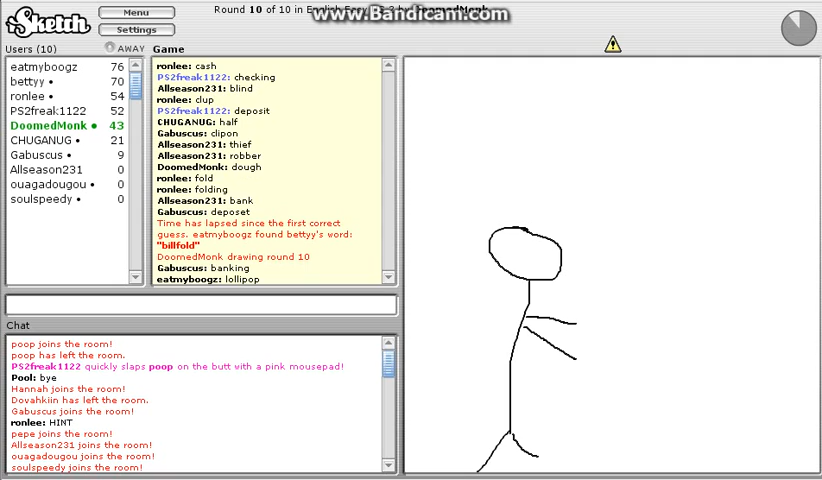 www.Bandicam.com
iSketch
Menu
Settings
Round 10 of 10 in English Easy
Users (10)
AWAY
Game
eatmyboogz 76
bettyy • 70
ronlee • 54
PS2freak1122 52
DoomedMonk • 43
CHUGANUG • 21
Gabuscus • 9
Allseason231 0
ouagadougou • 0
soulspeedy • 0
ronlee: cash
PS2freak1122: checking
Allseason231: blind
ronlee: clup
PS2freak1122: deposit
CHUGANUG: half
Gabuscus: clipon
Allseason231: thief
Allseason231: robber
DoomedMonk: dough
ronlee: fold
ronlee: folding
Allseason231: bank
Gabuscus: deposet
Time has lapsed since the first correct
guess. eatmyboogz found bettyy's word:
"billfold"
DoomedMonk drawing round 10
Gabuscus: banking
eatmyboogz: lollipop
Chat
poop joins the room!
poop has left the room.
PS2freak1122 quickly slaps poop on the butt with a pink mousepad!
Pool: bye
Hannah joins the room!
Dovahkiin has left the room.
Gabuscus joins the room!
ronlee: HINT
pepe joins the room!
Allseason231 joins the room!
ouagadougou joins the room!
soulspeedy joins the room!